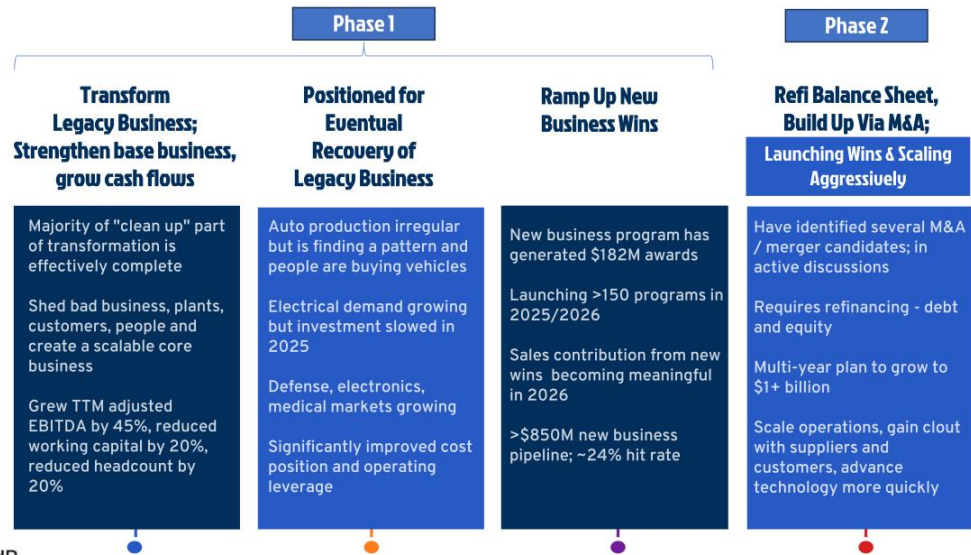 Phase 1
Phase 2
Transform
Legacy Business;
Strengthen base business,
grow cash flows
Majority of "clean up" part
of transformation is
effectively complete
Shed bad business, plants,
customers, people and
create a scalable core
business
Grew TTM adjusted
EBITDA by 45%, reduced
working capital by 20%,
reduced headcount by
20%
Positioned for
Eventual
Recovery of
Legacy Business
Auto production irregular
but is finding a pattern and
people are buying vehicles
Electrical demand growing
but investment slowed in
2025
Defense, electronics,
medical markets growing
Significantly improved cost
position and operating
leverage
Ramp Up New
Business Wins
New business program has
generated $182M awards
Launching >150 programs in
2025/2026
Sales contribution from new
wins becoming meaningful
in 2026
>$850M new business
pipeline; ~24% hit rate
Refi Balance Sheet,
Build Up Via M&A;
Launching Wins & Scaling
Aggressively
Have identified several M&A
/ merger candidates; in
active discussions
Requires refinancing - debt
and equity
Multi-year plan to grow to
$1+ billion
Scale operations, gain clout
with suppliers and
customers, advance
technology more quickly